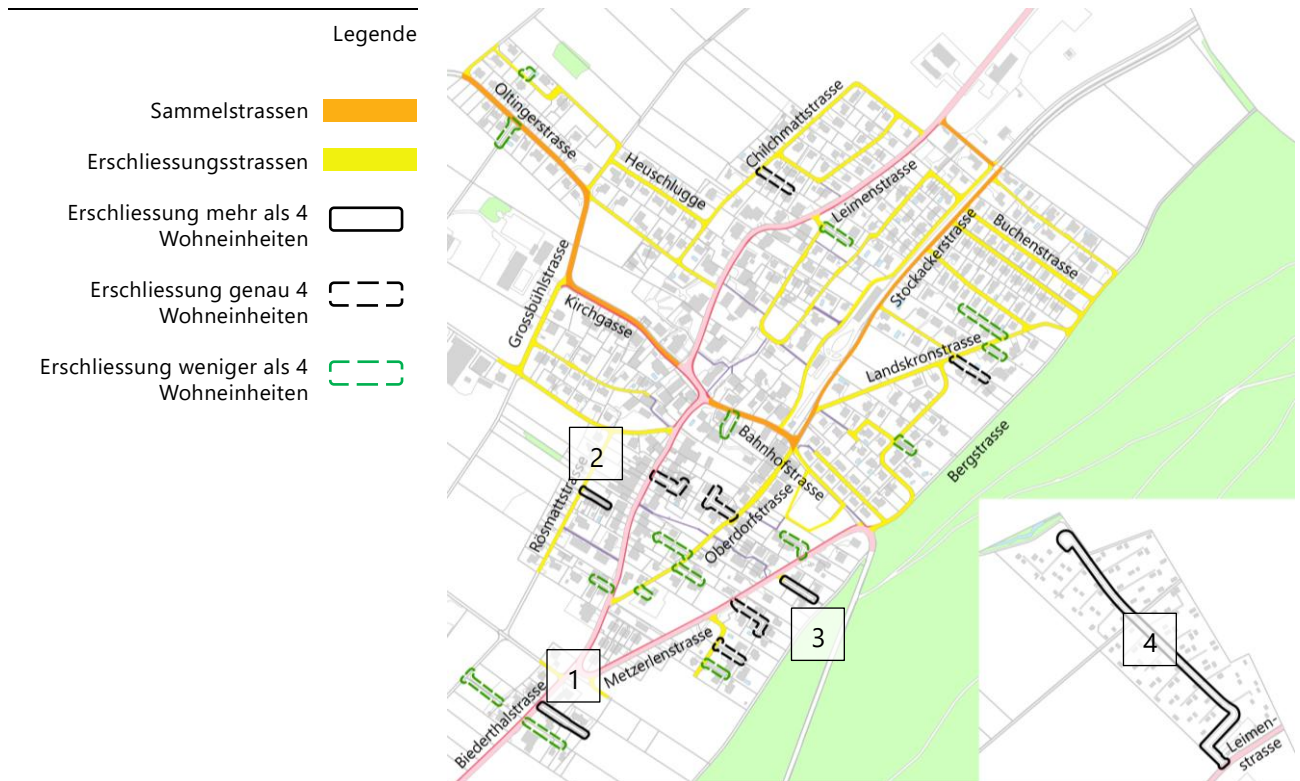 Legende
Sammelstrassen
Erschliessungsstrassen
Erschliessung mehr als 4
Wohneinheiten
Erschliessung genau 4
Wohneinheiten
Erschliessung weniger als 4
Wohneinheiten
Oltingerstrasse
Heuschlugge
Chilchmattstrasse
Leimenstrasse
Buchenstrasse
Stockackerstrasse
Grossbühlstrasse
Kirchgasse
Landskronstrasse
Bahnhofstrasse
Bergstrasse
2
Rösmattstrasse
Oberdorfstrasse
3
4
Metzerlenstrasse
1
Biederthalstrasse
Leimen-
strasse